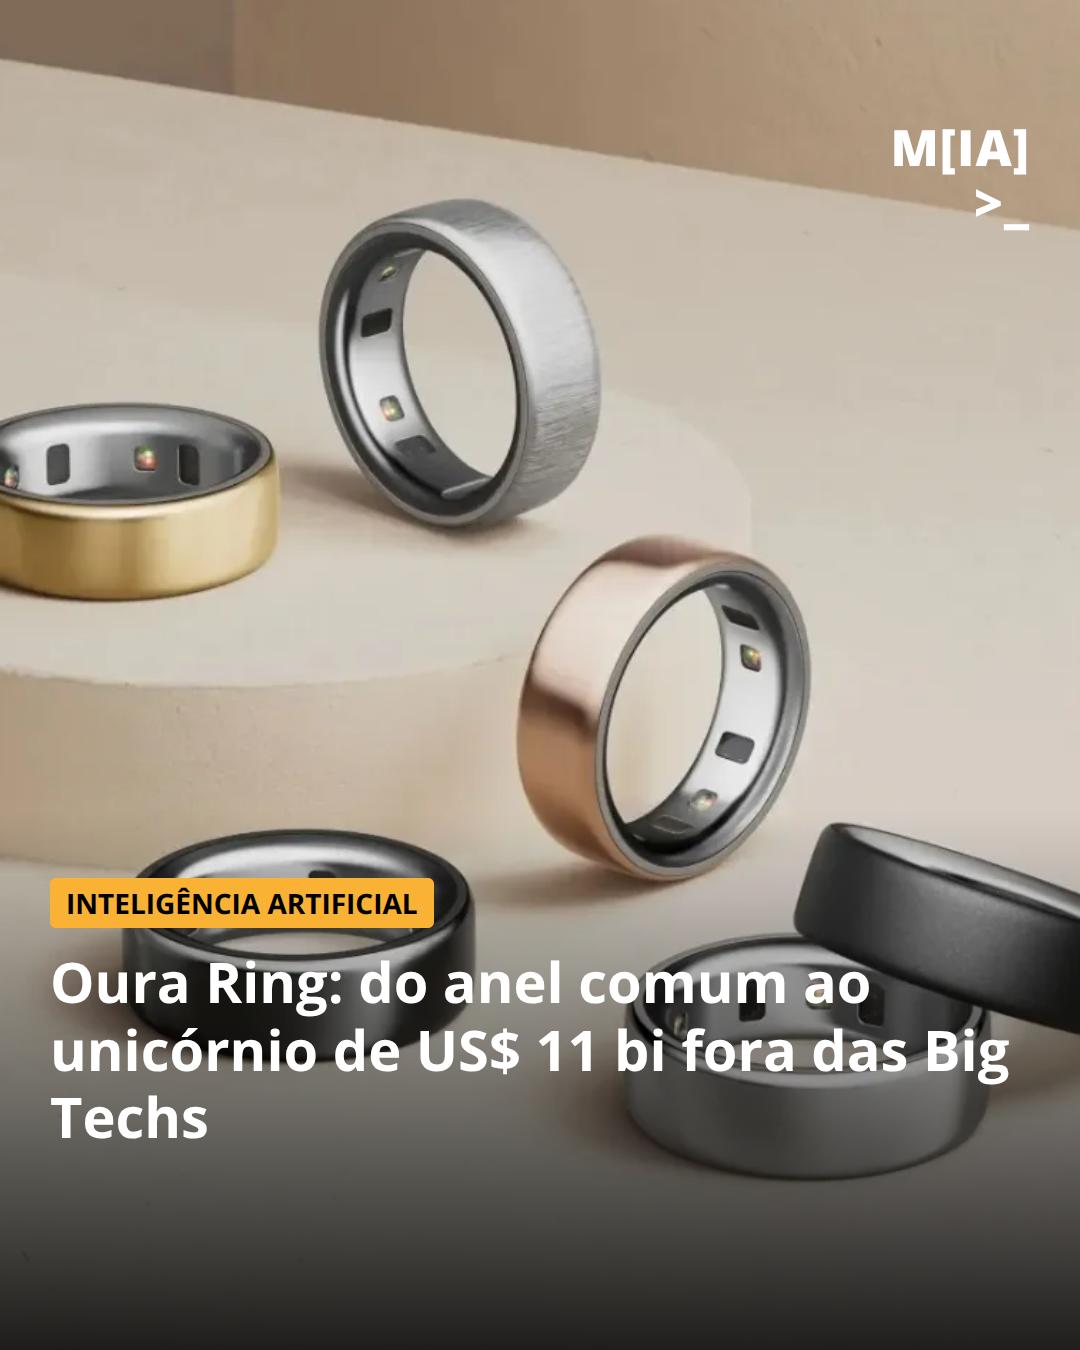 M[IA]
>_
INTELIGÊNCIA ARTIFICIAL
Oura Ring: do anel comum ao
unicórnio de US$ 11 bi fora das Big
Techs